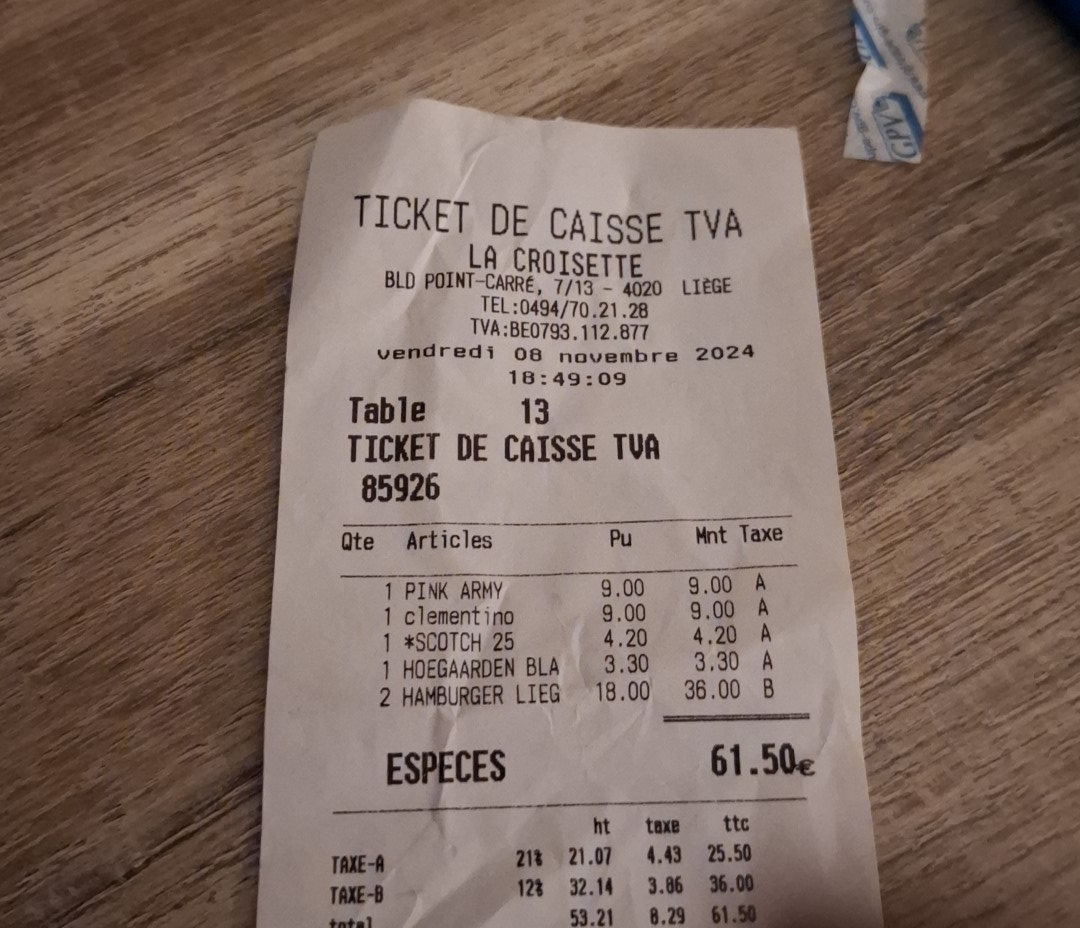 GPV
TICKET DE CAISSE TVA
LA CROISETTE
BLD POINT-CARRÉ, 7/13 - 4020 LIÈGE
TEL:0494/70.21.28
TVA:BE0793.112.877
vendredi 08 novembre 2024
18:49:09
Table 13
TICKET DE CAISSE TVA
85926
Qte Articles Pu Mnt Taxe
1 PINK ARMY 9.00 9.00 A
1 clementino 9.00 9.00 A
1 *SCOTCH 25 4.20 4.20 A
1 HOEGAARDEN BLA 3.30 3.30 A
2 HAMBURGER LIEG 18.00 36.00 B
ESPECES 61.50€
ht taxe ttc
TAXE-A 21% 21.07 4.43 25.50
TAXE-B 12% 32.14 3.86 36.00
total 53.21 8.29 61.50